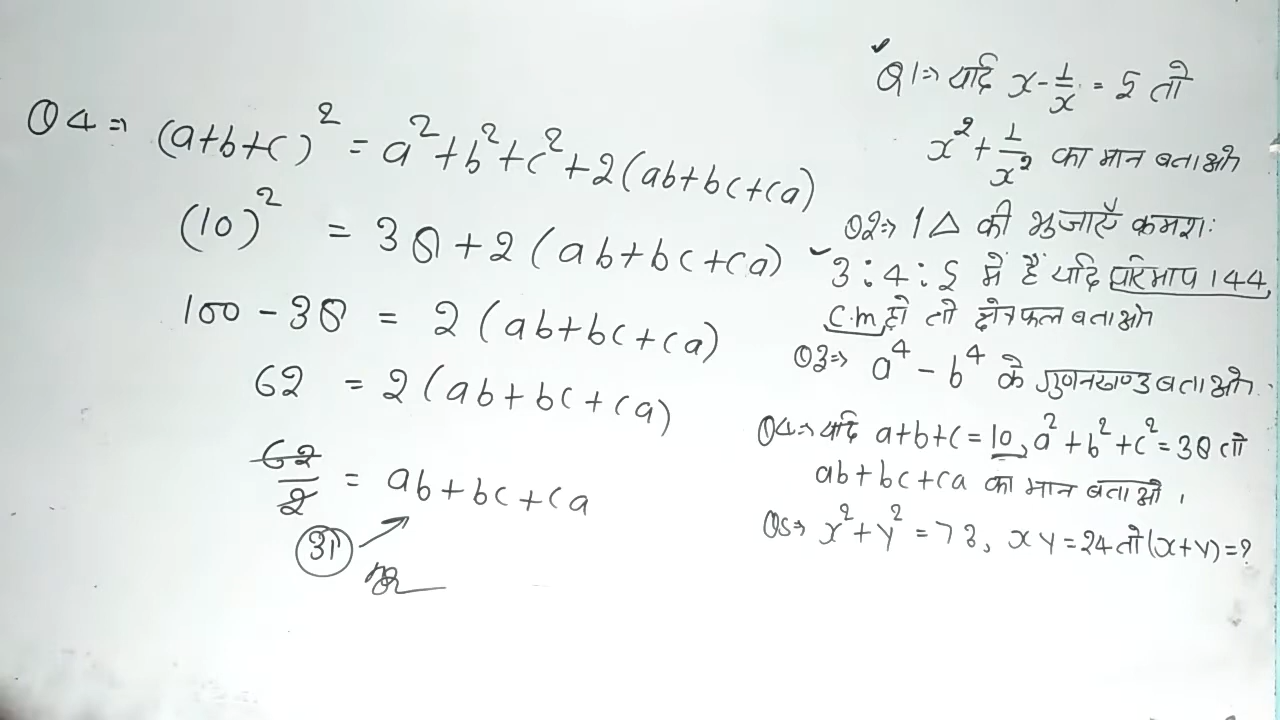 Q4⇒ (a+b+c)² = a²+b²+c²+2(ab+bc+ca)
(10)² = 38+2(ab+bc+ca)
100-38 = 2(ab+bc+ca)
62 = 2(ab+bc+ca)
62/2 = ab+bc+ca
31
Q1⇒ यदि x-1/x = 5 तो
x²+1/x² का मान बताओ
Q2⇒ 1△ की भुजाएँ क्रमशः
3:4:5 में हैं यदि परिमाप 144
c.m हो तो क्षेत्रफल बताओ
Q3⇒ a⁴-b⁴ के गुणनखण्ड बताओ
Q4⇒ यदि a+b+c=10, a²+b²+c²=38 तो
ab+bc+ca का मान बताओ।
Q5⇒ x²+y²=73, xy=24 तो (x+y)=?